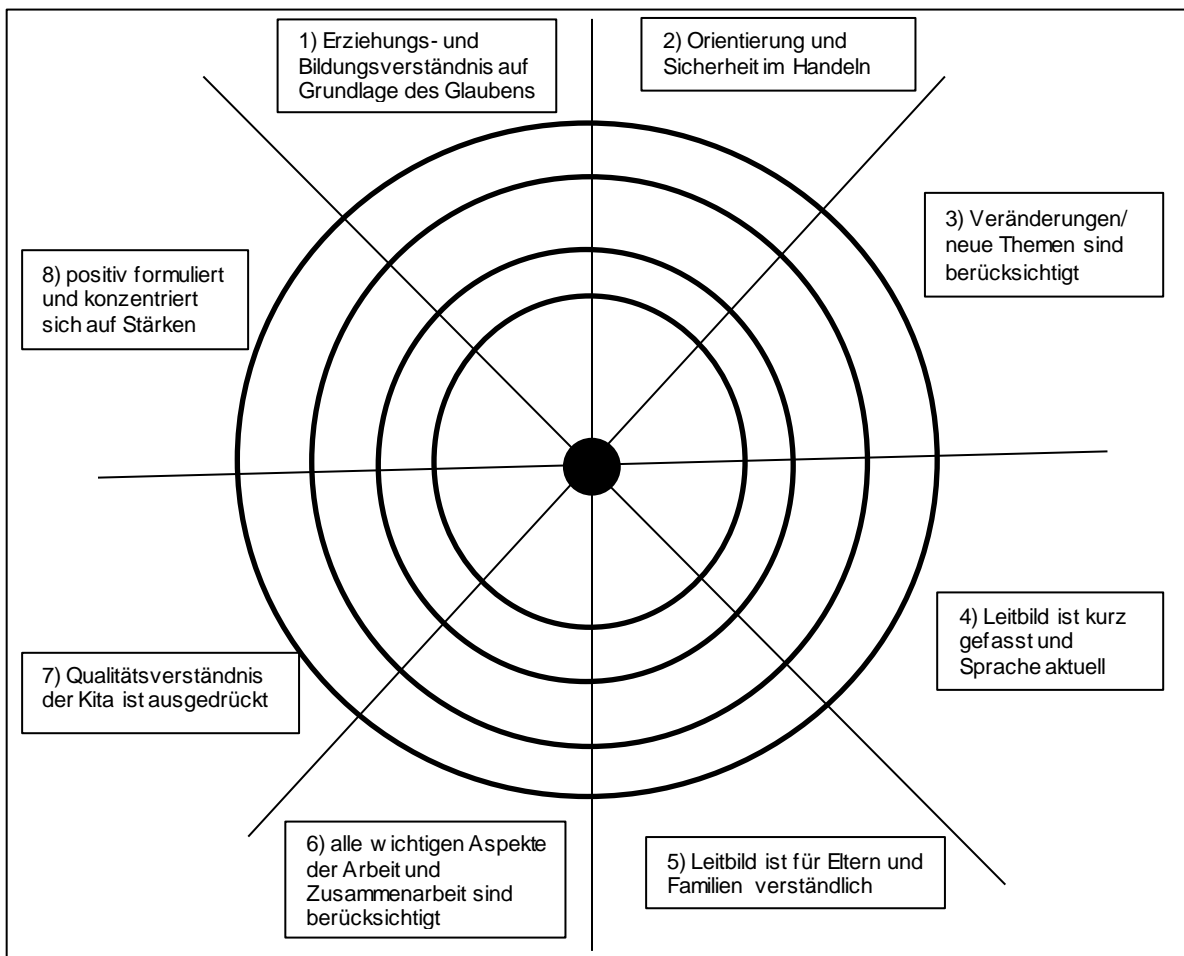 1) Erziehungs- und
Bildungsverständnis auf
Grundlage des Glaubens
2) Orientierung und
Sicherheit im Handeln
3) Veränderungen/
neue Themen sind
berücksichtigt
4) Leitbild ist kurz
gefasst und
Sprache aktuell
5) Leitbild ist für Eltern und
Familien verständlich
6) alle wichtigen Aspekte
der Arbeit und
Zusammenarbeit sind
berücksichtigt
7) Qualitätsverständnis
der Kita ist ausgedrückt
8) positiv formuliert
und konzentriert
sich auf Stärken